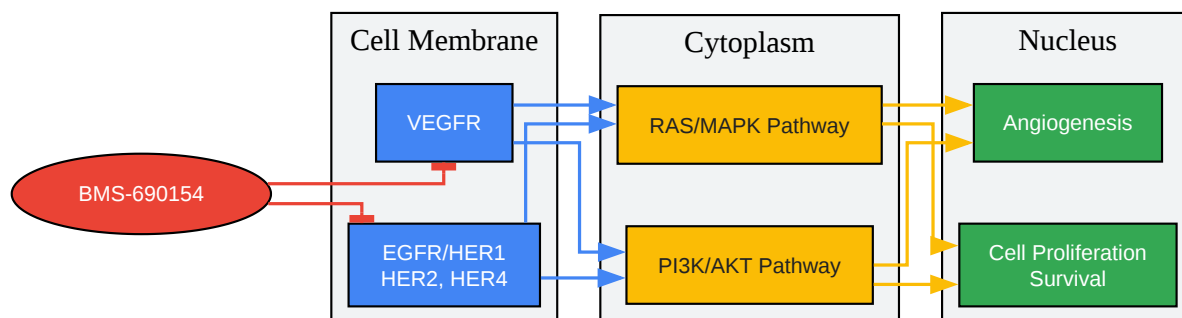 Cell Membrane
Cytoplasm
Nucleus
VEGFR
RAS/MAPK Pathway
Angiogenesis
BMS-690154
EGFR/HER1
HER2, HER4
PI3K/AKT Pathway
Cell Proliferation
Survival